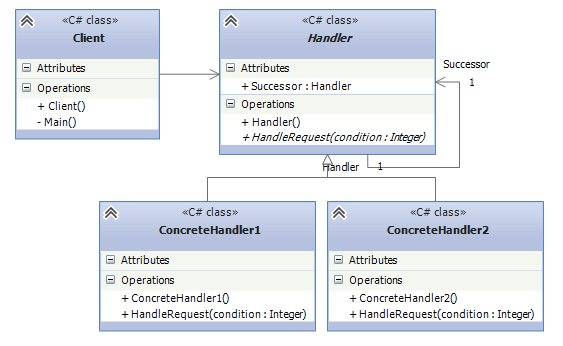 «C# class»
Client
Attributes
Operations
+ Client()
- Main()
«C# class»
Handler
Attributes
+ Successor : Handler
Operations
+ Handler()
+ HandleRequest(condition : Integer)
Successor
1
Handler
1
«C# class»
ConcreteHandler1
Attributes
Operations
+ ConcreteHandler1()
+ HandleRequest(condition : Integer)
«C# class»
ConcreteHandler2
Attributes
Operations
+ ConcreteHandler2()
+ HandleRequest(condition : Integer)